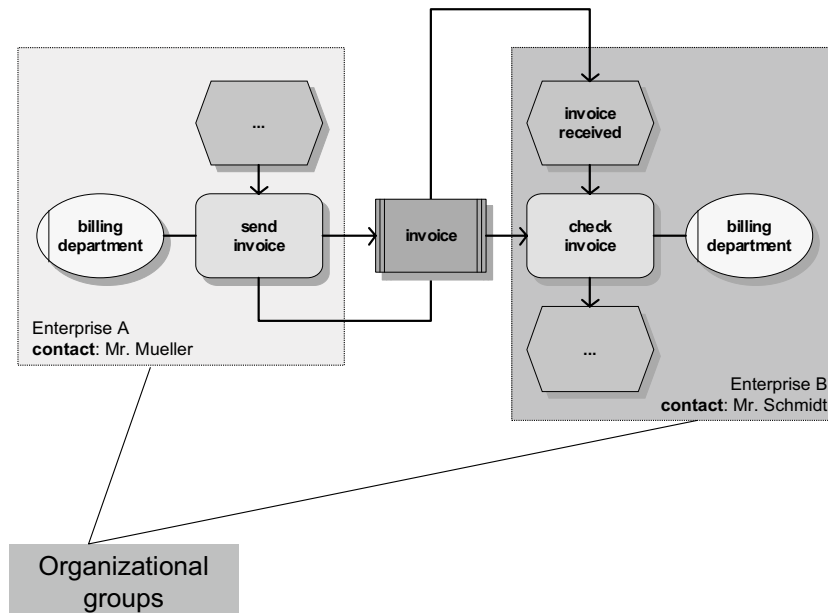 ...
send
invoice
billing
department
Enterprise A
contact: Mr. Mueller
invoice
invoice
received
check
invoice
billing
department
...
Enterprise B
contact: Mr. Schmidt
Organizational
groups